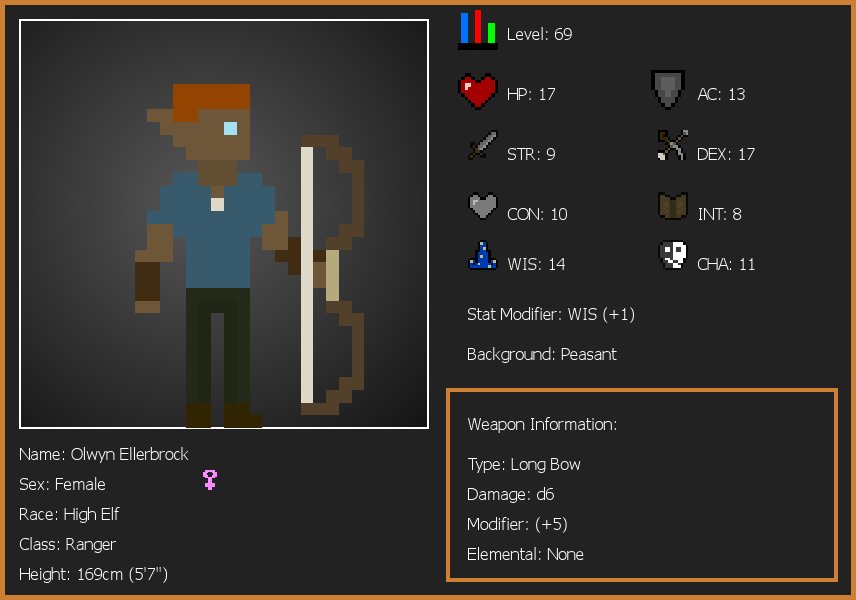 Level: 69
HP: 17
AC: 13
STR: 9
DEX: 17
CON: 10
INT: 8
WIS: 14
CHA: 11
Stat Modifier: WIS (+1)
Background: Peasant
Weapon Information:
Type: Long Bow
Damage: d6
Modifier: (+5)
Elemental: None
Name: Olwyn Ellerbrock
Sex: Female
Race: High Elf
Class: Ranger
Height: 169cm (5'7")